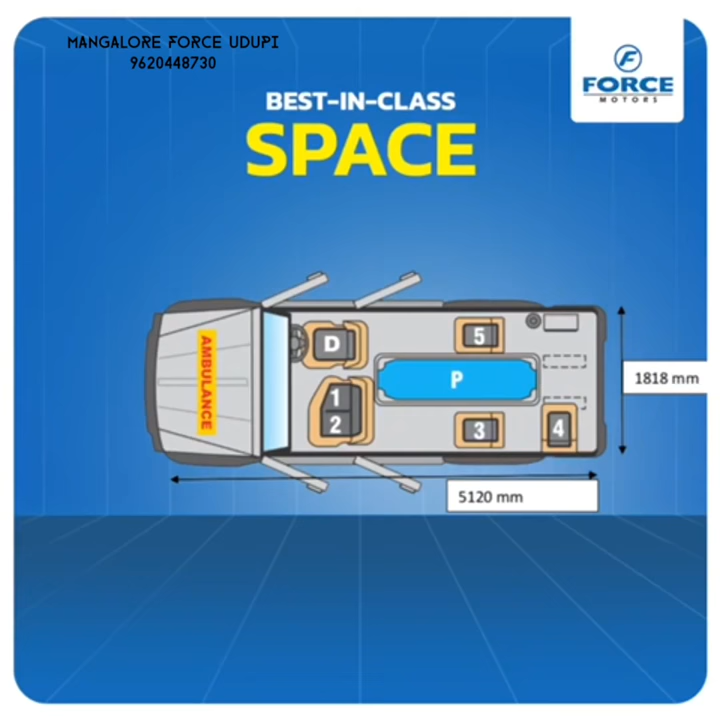 MANGALORE FORCE UDUPI
9620448730
F
FORCE
MOTORS
BEST-IN-CLASS
SPACE
AMBULANCE
D
1
2
P
5
3
4
1818 mm
5120 mm